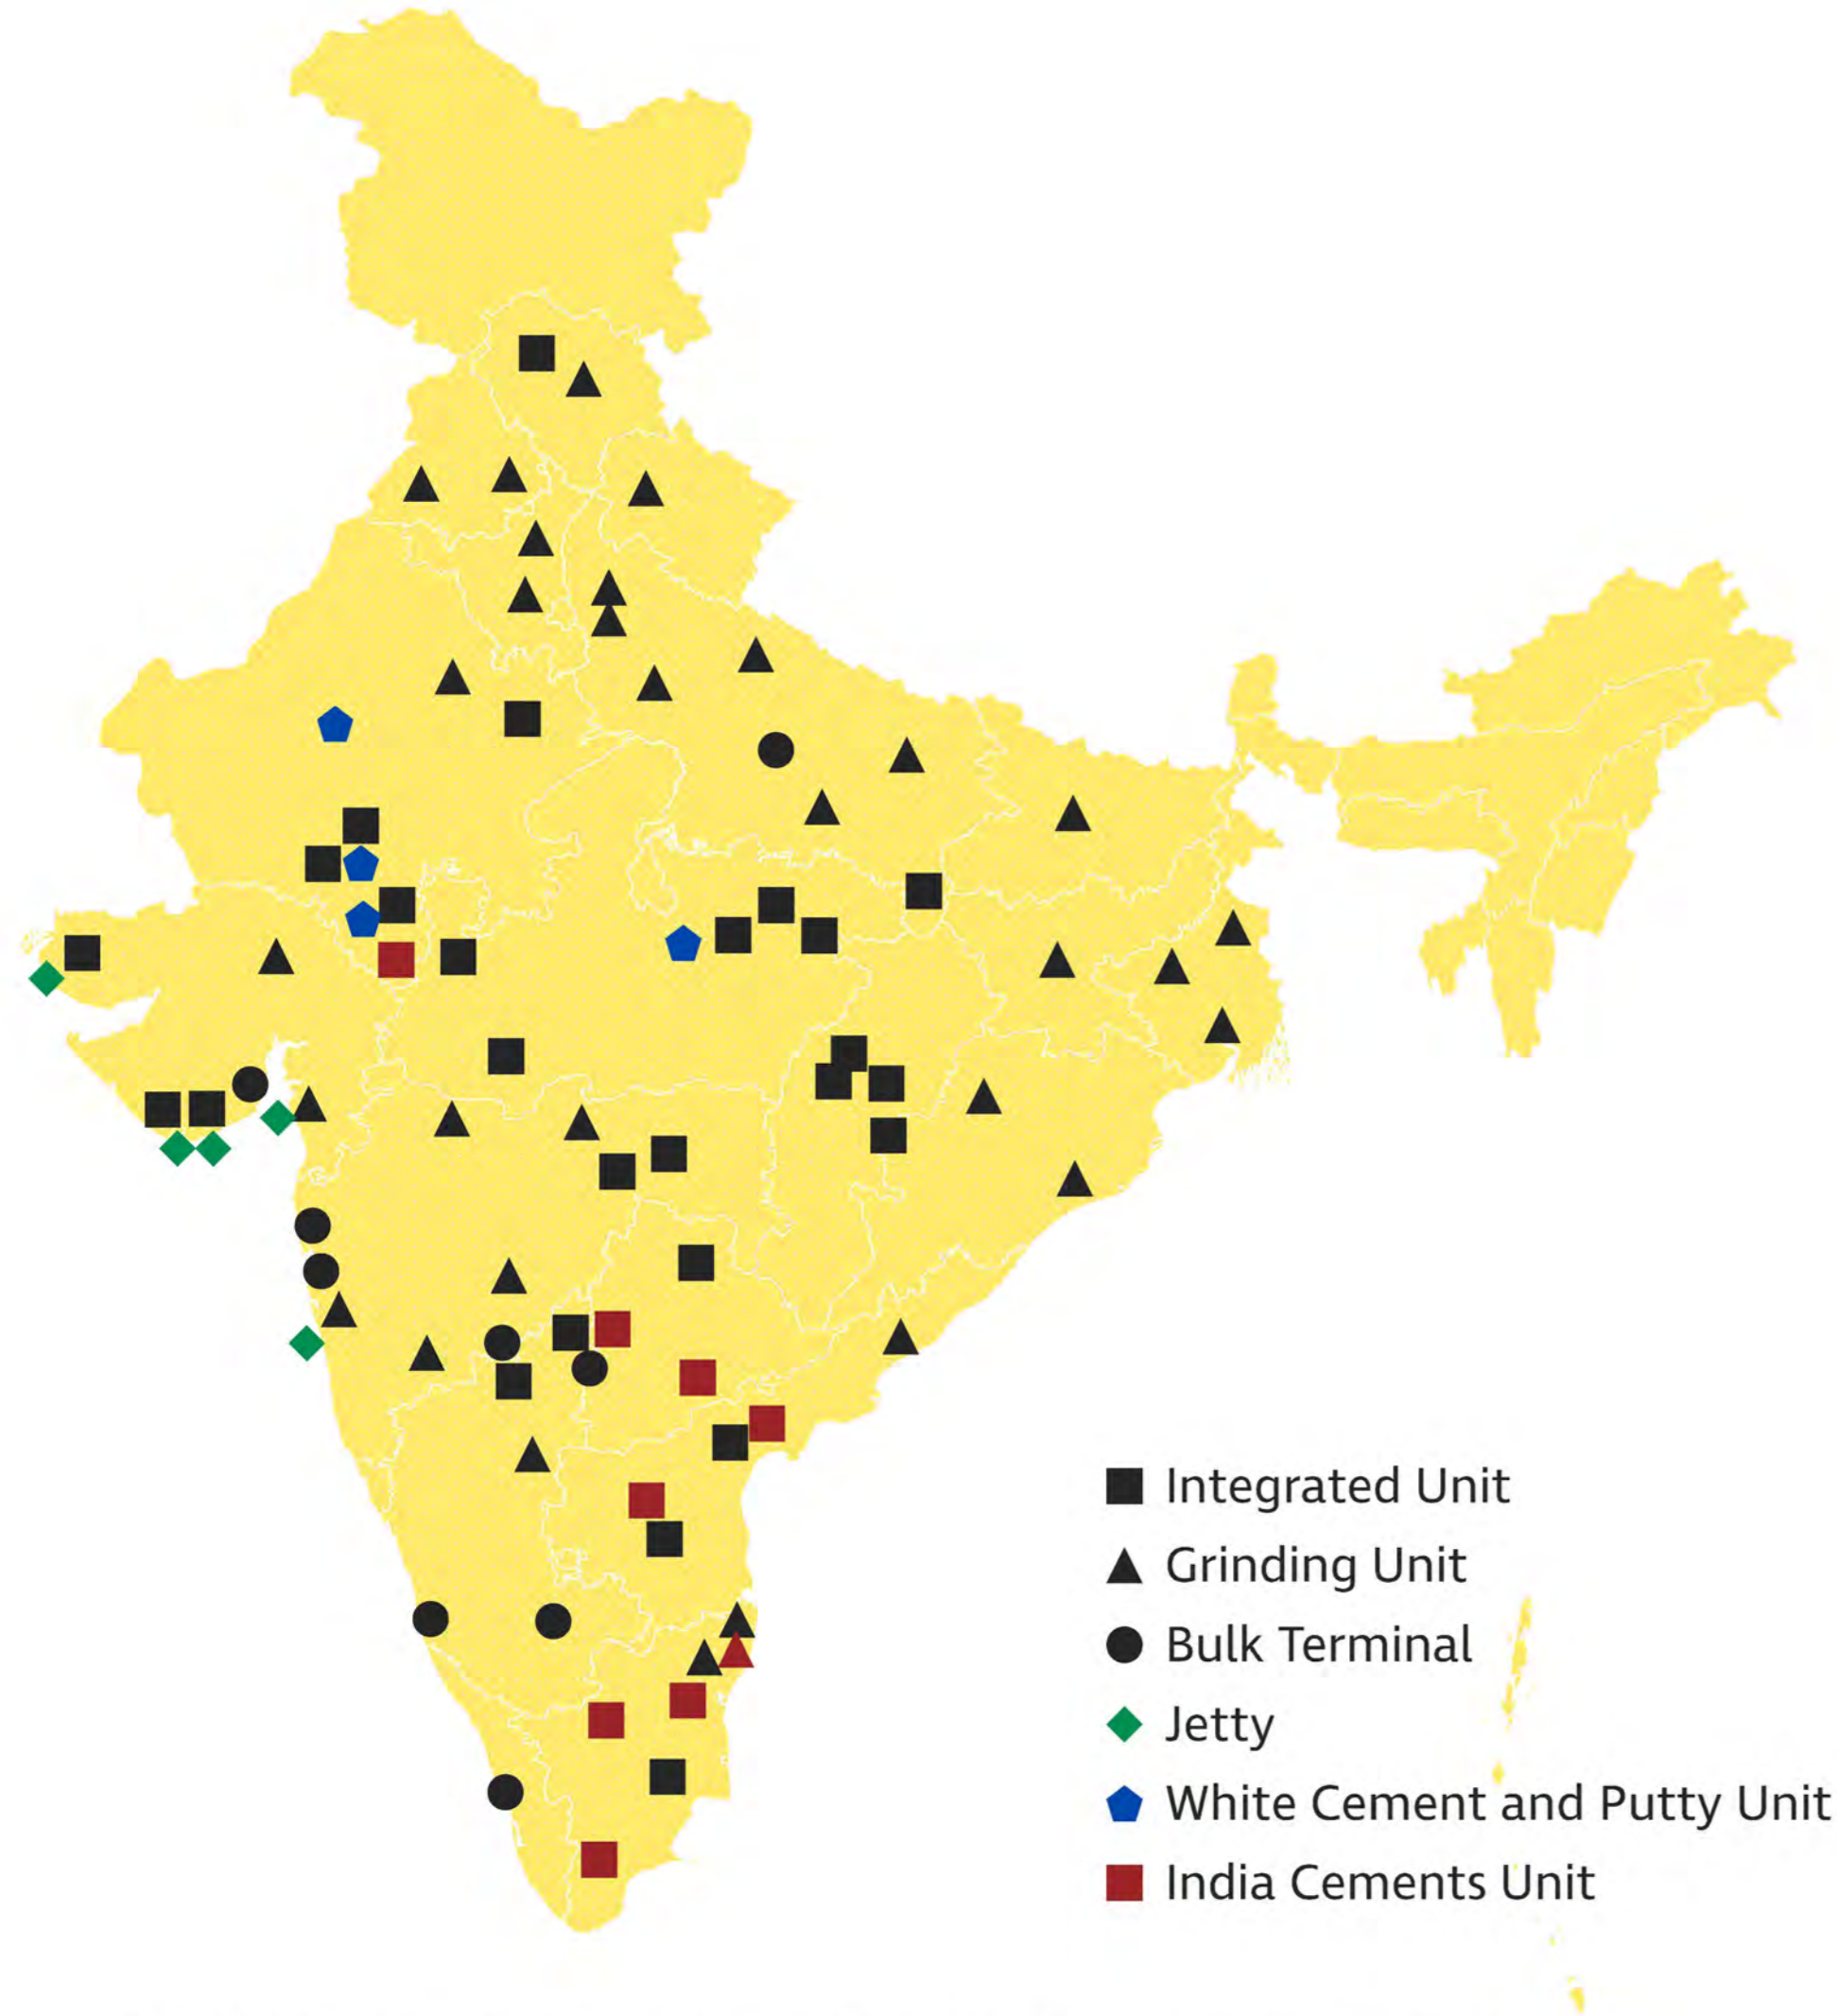 Integrated Unit
Grinding Unit
Bulk Terminal
Jetty
White Cement and Putty Unit
India Cements Unit